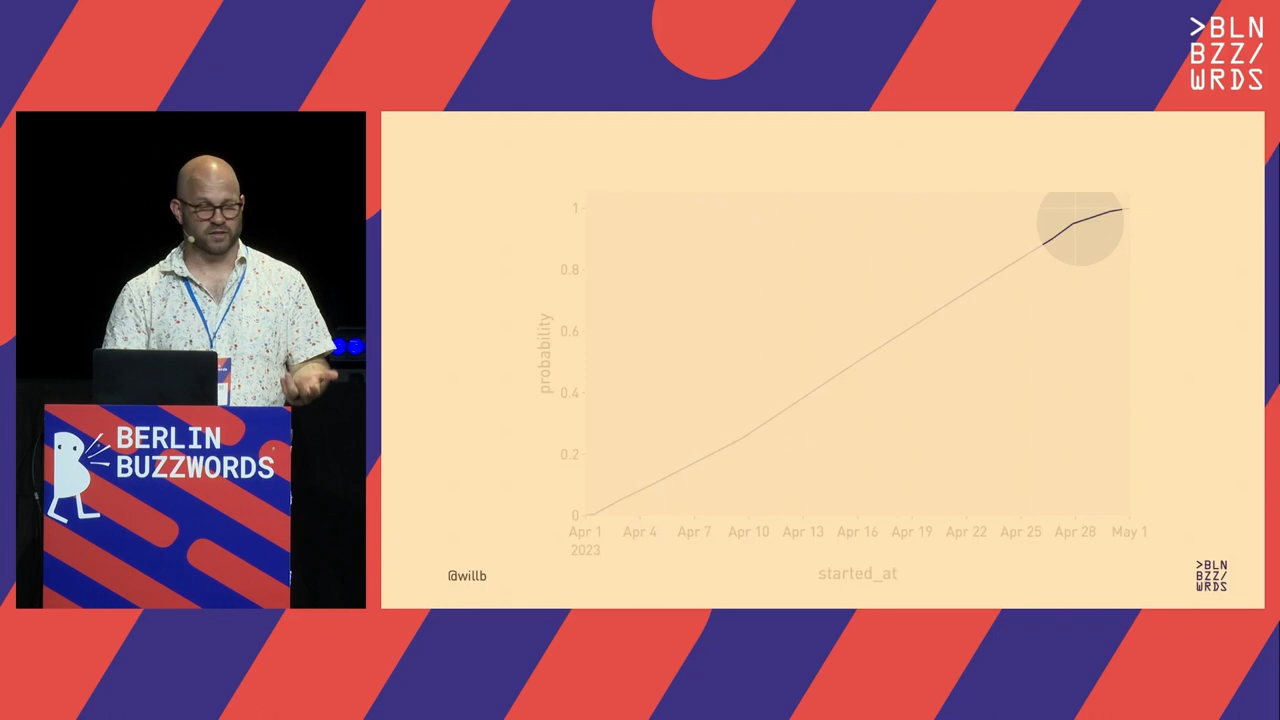 >BLN
BZZ/
WRDS
BERLIN
BUZZWORDS
probability
1
0.8
0.6
0.4
0.2
0
Apr 1 Apr 4 Apr 7 Apr 10 Apr 13 Apr 16 Apr 19 Apr 22 Apr 25 Apr 28 May 1
2023
started_at
@willb
>BLN
BZZ/
WRDS